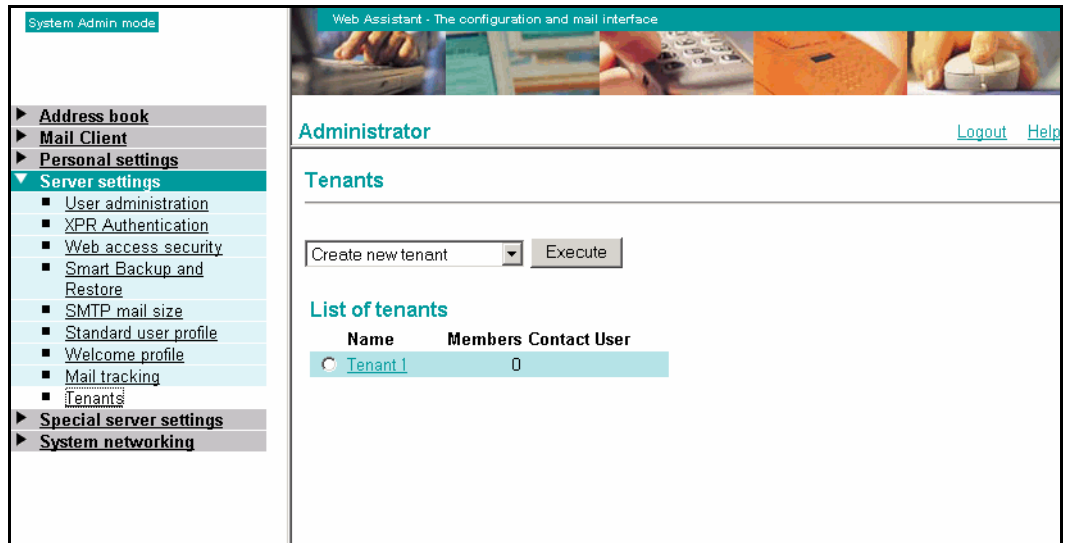 System Admin mode
Web Assistant - The configuration and mail interface
Address book
Mail Client
Personal settings
Server settings
User administration
XPR Authentication
Web access security
Smart Backup and
Restore
SMTP mail size
Standard user profile
Welcome profile
Mail tracking
Tenants
Special server settings
System networking
Administrator
Logout Help
Tenants
Create new tenant Execute
List of tenants
Name Members Contact User
Tenant 1 0